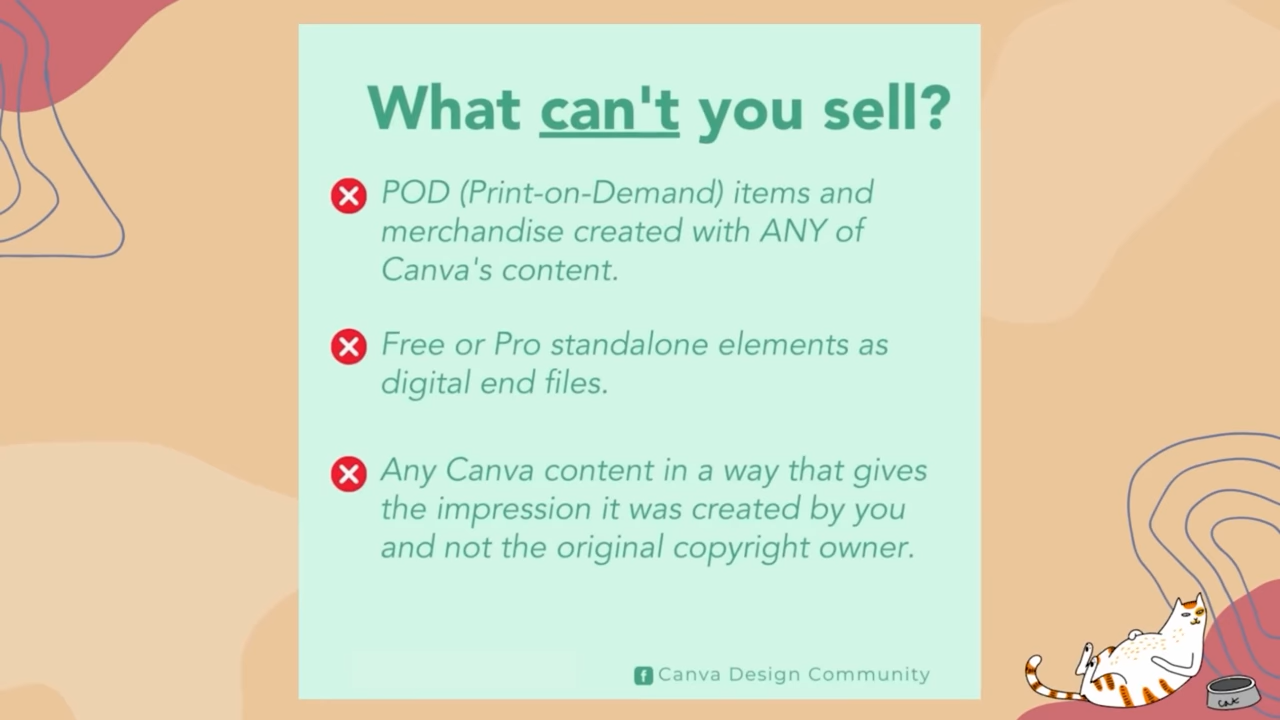 What can't you sell?
POD (Print-on-Demand) items and
merchandise created with ANY of
Canva's content.
Free or Pro standalone elements as
digital end files.
Any Canva content in a way that gives
the impression it was created by you
and not the original copyright owner.
Canva Design Community